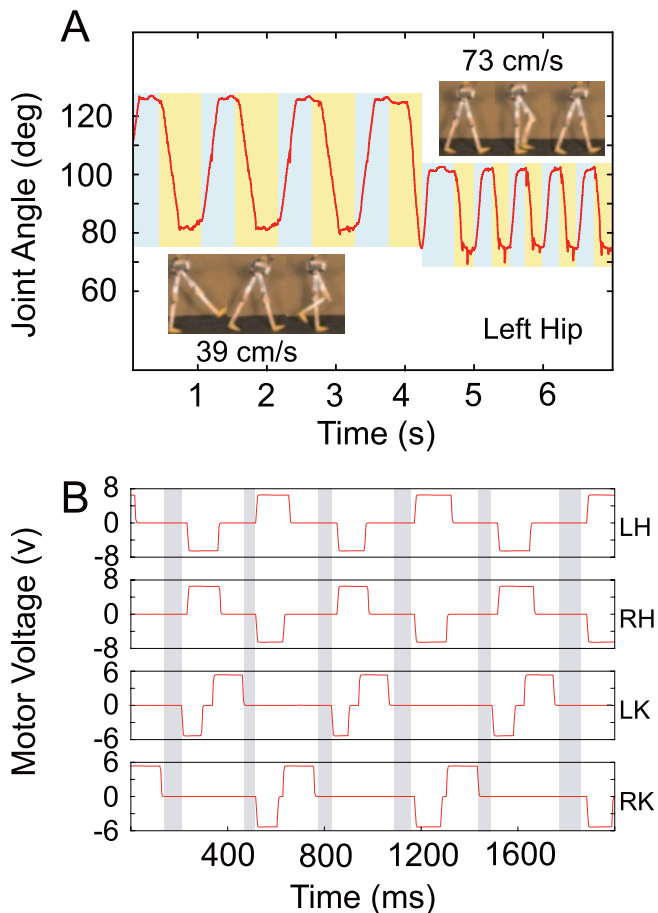 A
Joint Angle (deg)
120
100
80
60
73 cm/s
39 cm/s
Left Hip
1 2 3 4 5 6
Time (s)
B
Motor Voltage (v)
8
0
-8
LH
8
0
-8
RH
6
0
-6
LK
6
0
-6
RK
400 800 1200 1600
Time (ms)